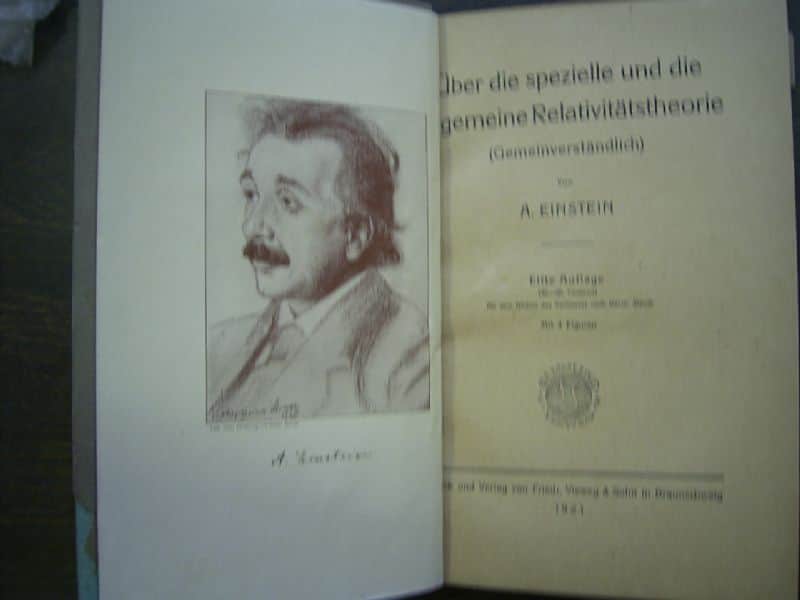 A. Einstein
Über die spezielle und die
gemeine Relativitätstheorie
(Gemeinverständlich)
Von
A. EINSTEIN
Elfte Auflage
Mit 4 Figuren
und Verlag von Friedr. Vieweg & Sohn in Braunschweig
1921